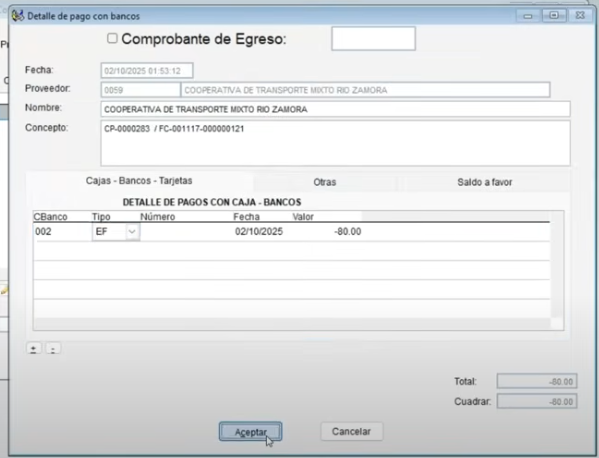 Detalle de pago con bancos
Comprobante de Egreso:
Fecha: 02/10/2025 01:53:12
Proveedor: 0059 COOPERATIVA DE TRANSPORTE MIXTO RIO ZAMORA
Nombre: COOPERATIVA DE TRANSPORTE MIXTO RIO ZAMORA
Concepto: CP-0000283 / FC-001117-000000121
Cajas - Bancos - Tarjetas Otras Saldo a favor
DETALLE DE PAGOS CON CAJA - BANCOS
CBanco Tipo Número Fecha Valor
002 EF 02/10/2025 -80.00
+ -
Total: -80.00
Cuadrar: -80.00
Aceptar Cancelar